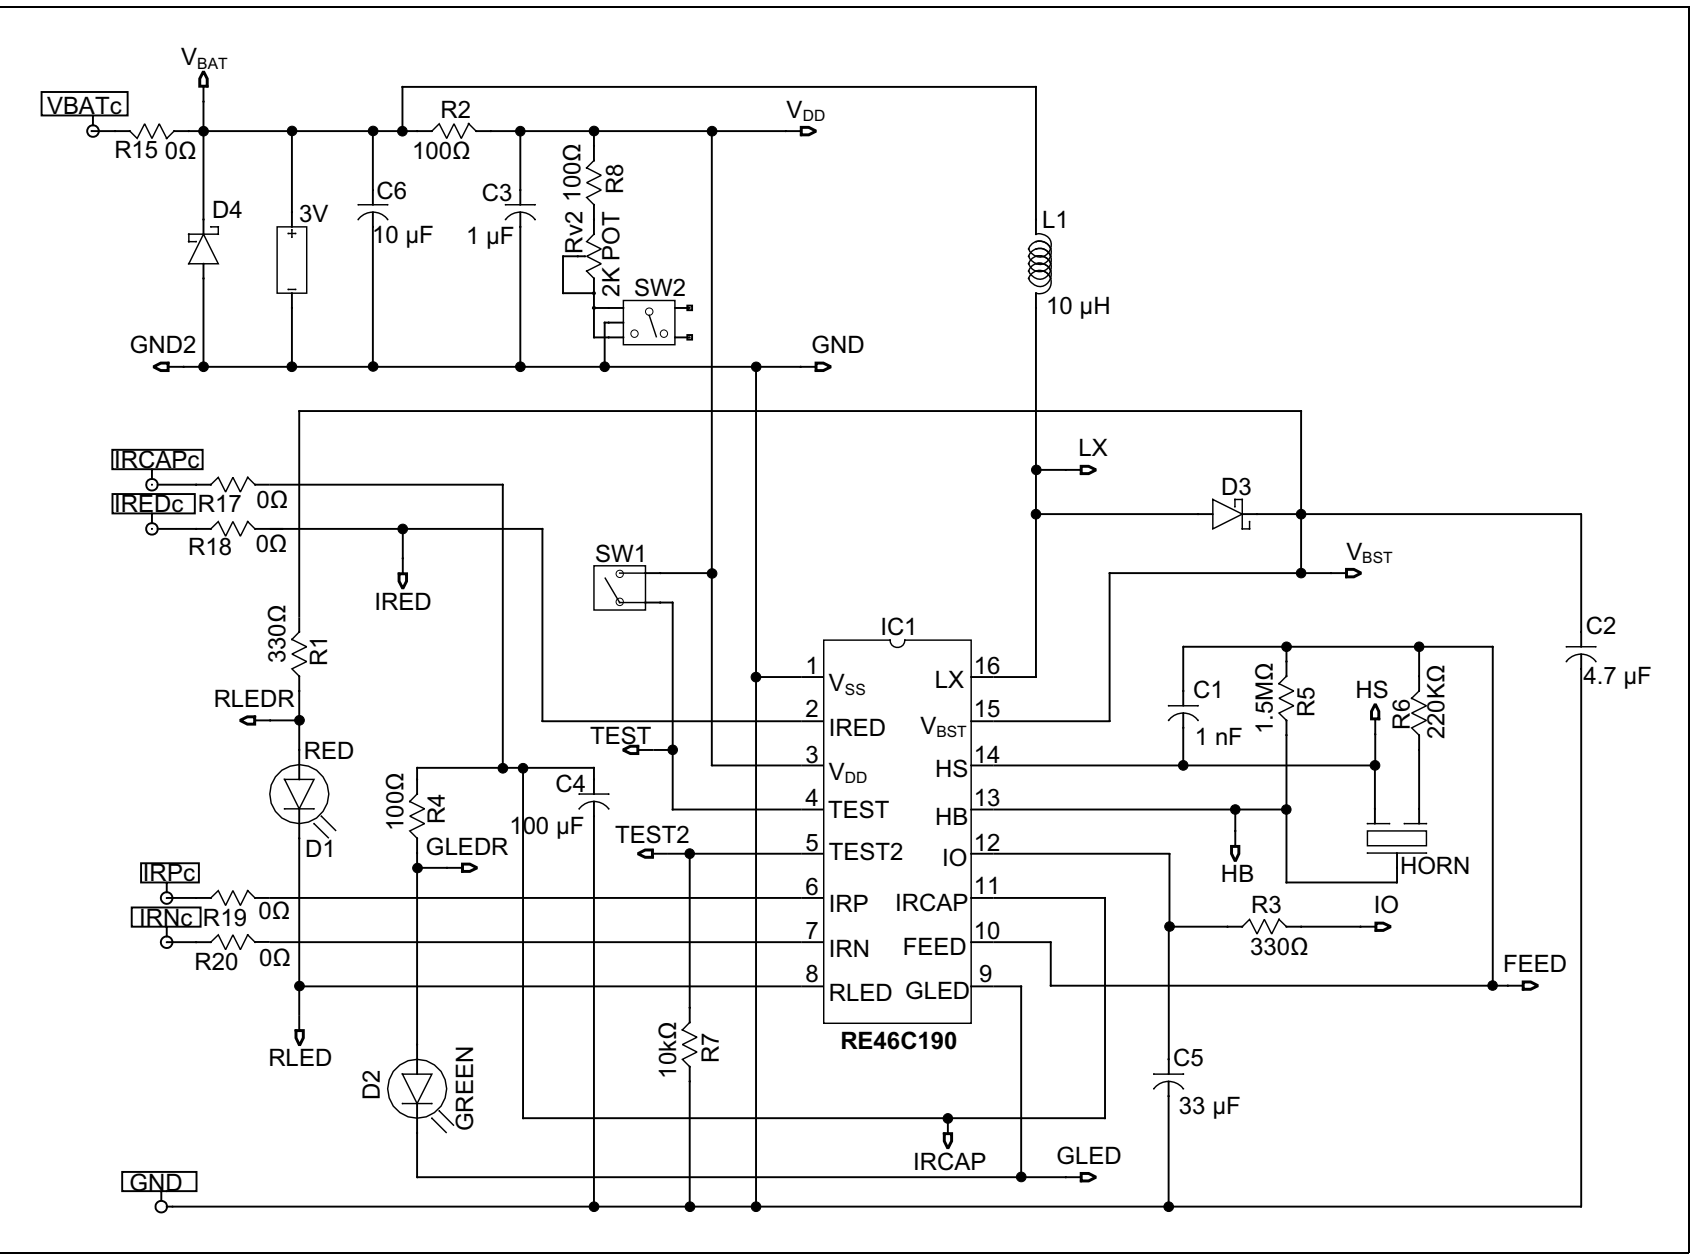 VBAT
VBATc
R15 0Ω
R2
100Ω
VDD
D4
3V
+
–
C6
10 µF
C3
1 µF
100Ω
R8
Rv2
2K POT
SW2
L1
10 µH
GND2
GND
LX
D3
VBST
IRCAPc
R17 0Ω
IREDc
R18 0Ω
IRED
SW1
330Ω
R1
RLEDR
RED
D1
TEST
100Ω
R4
C4
100 µF
GLEDR
TEST2
IRPc
R19 0Ω
IRNc
R20 0Ω
RLED
D2
GREEN
10kΩ
R7
IC1
1 VSS
2 IRED
3 VDD
4 TEST
5 TEST2
6 IRP
7 IRN
8 RLED
LX 16
VBST 15
HS 14
HB 13
IO 12
IRCAP 11
FEED 10
GLED 9
RE46C190
C1
1 nF
1.5MΩ
R5
HS
R6
220KΩ
C2
4.7 µF
HB
HORN
R3
330Ω
IO
FEED
C5
33 µF
IRCAP
GLED
GND